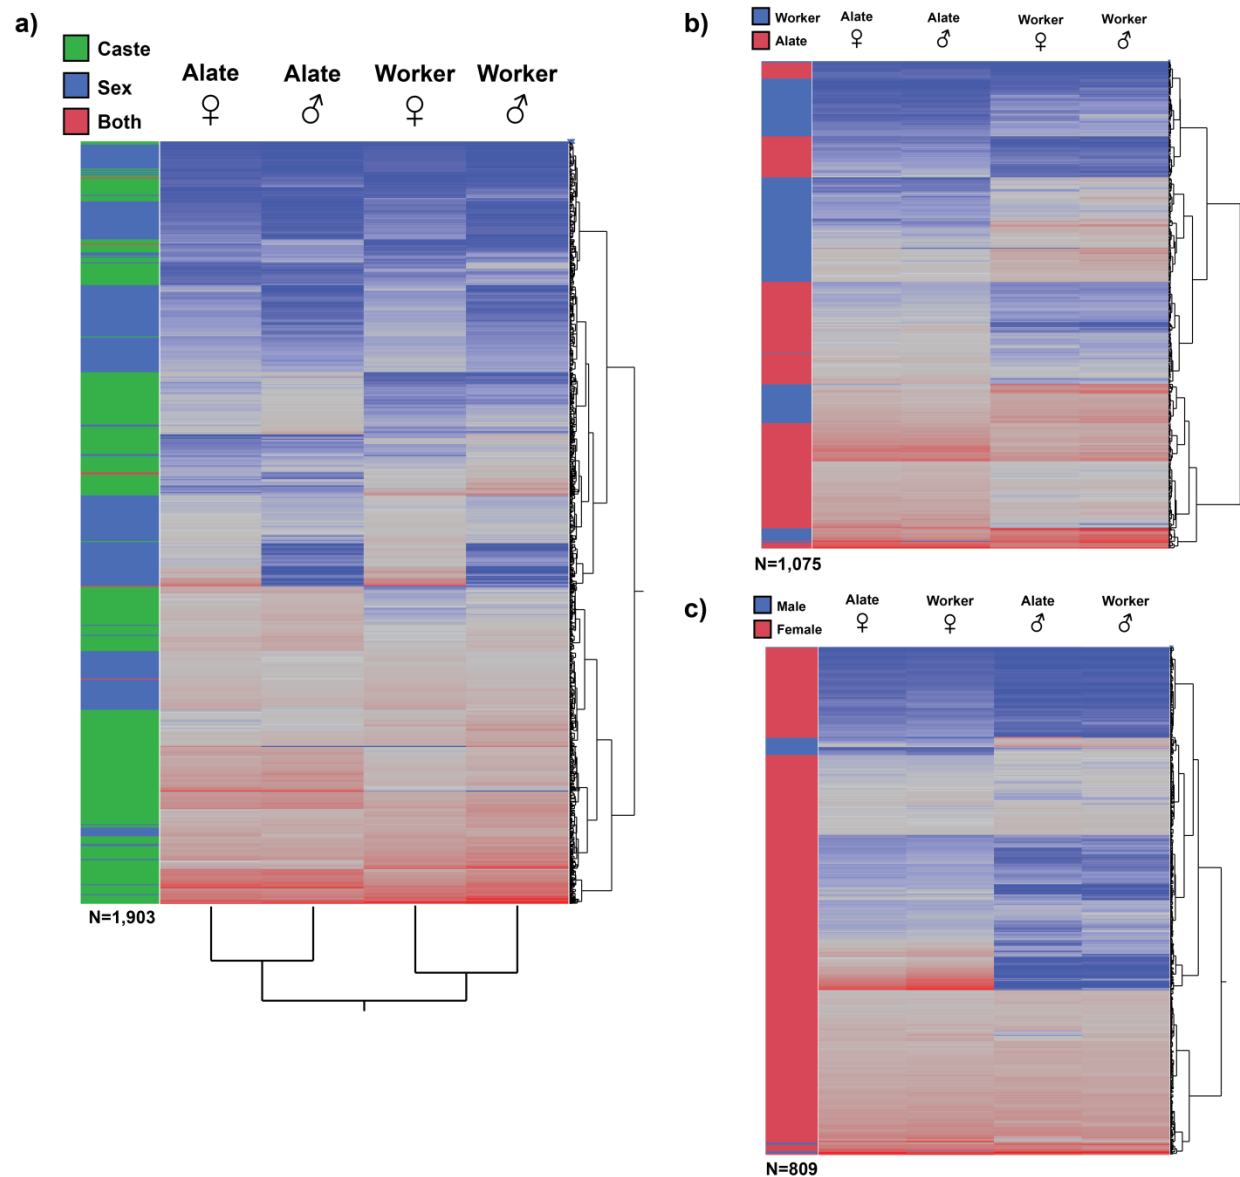 a)
Caste
Sex
Both
Alate Alate Worker Worker
♀ ♂ ♀ ♂
N=1,903
b)
Worker
Alate
Alate Alate Worker Worker
♀ ♂ ♀ ♂
N=1,075
c)
Male
Female
Alate Worker Alate Worker
♀ ♀ ♂ ♂
N=809